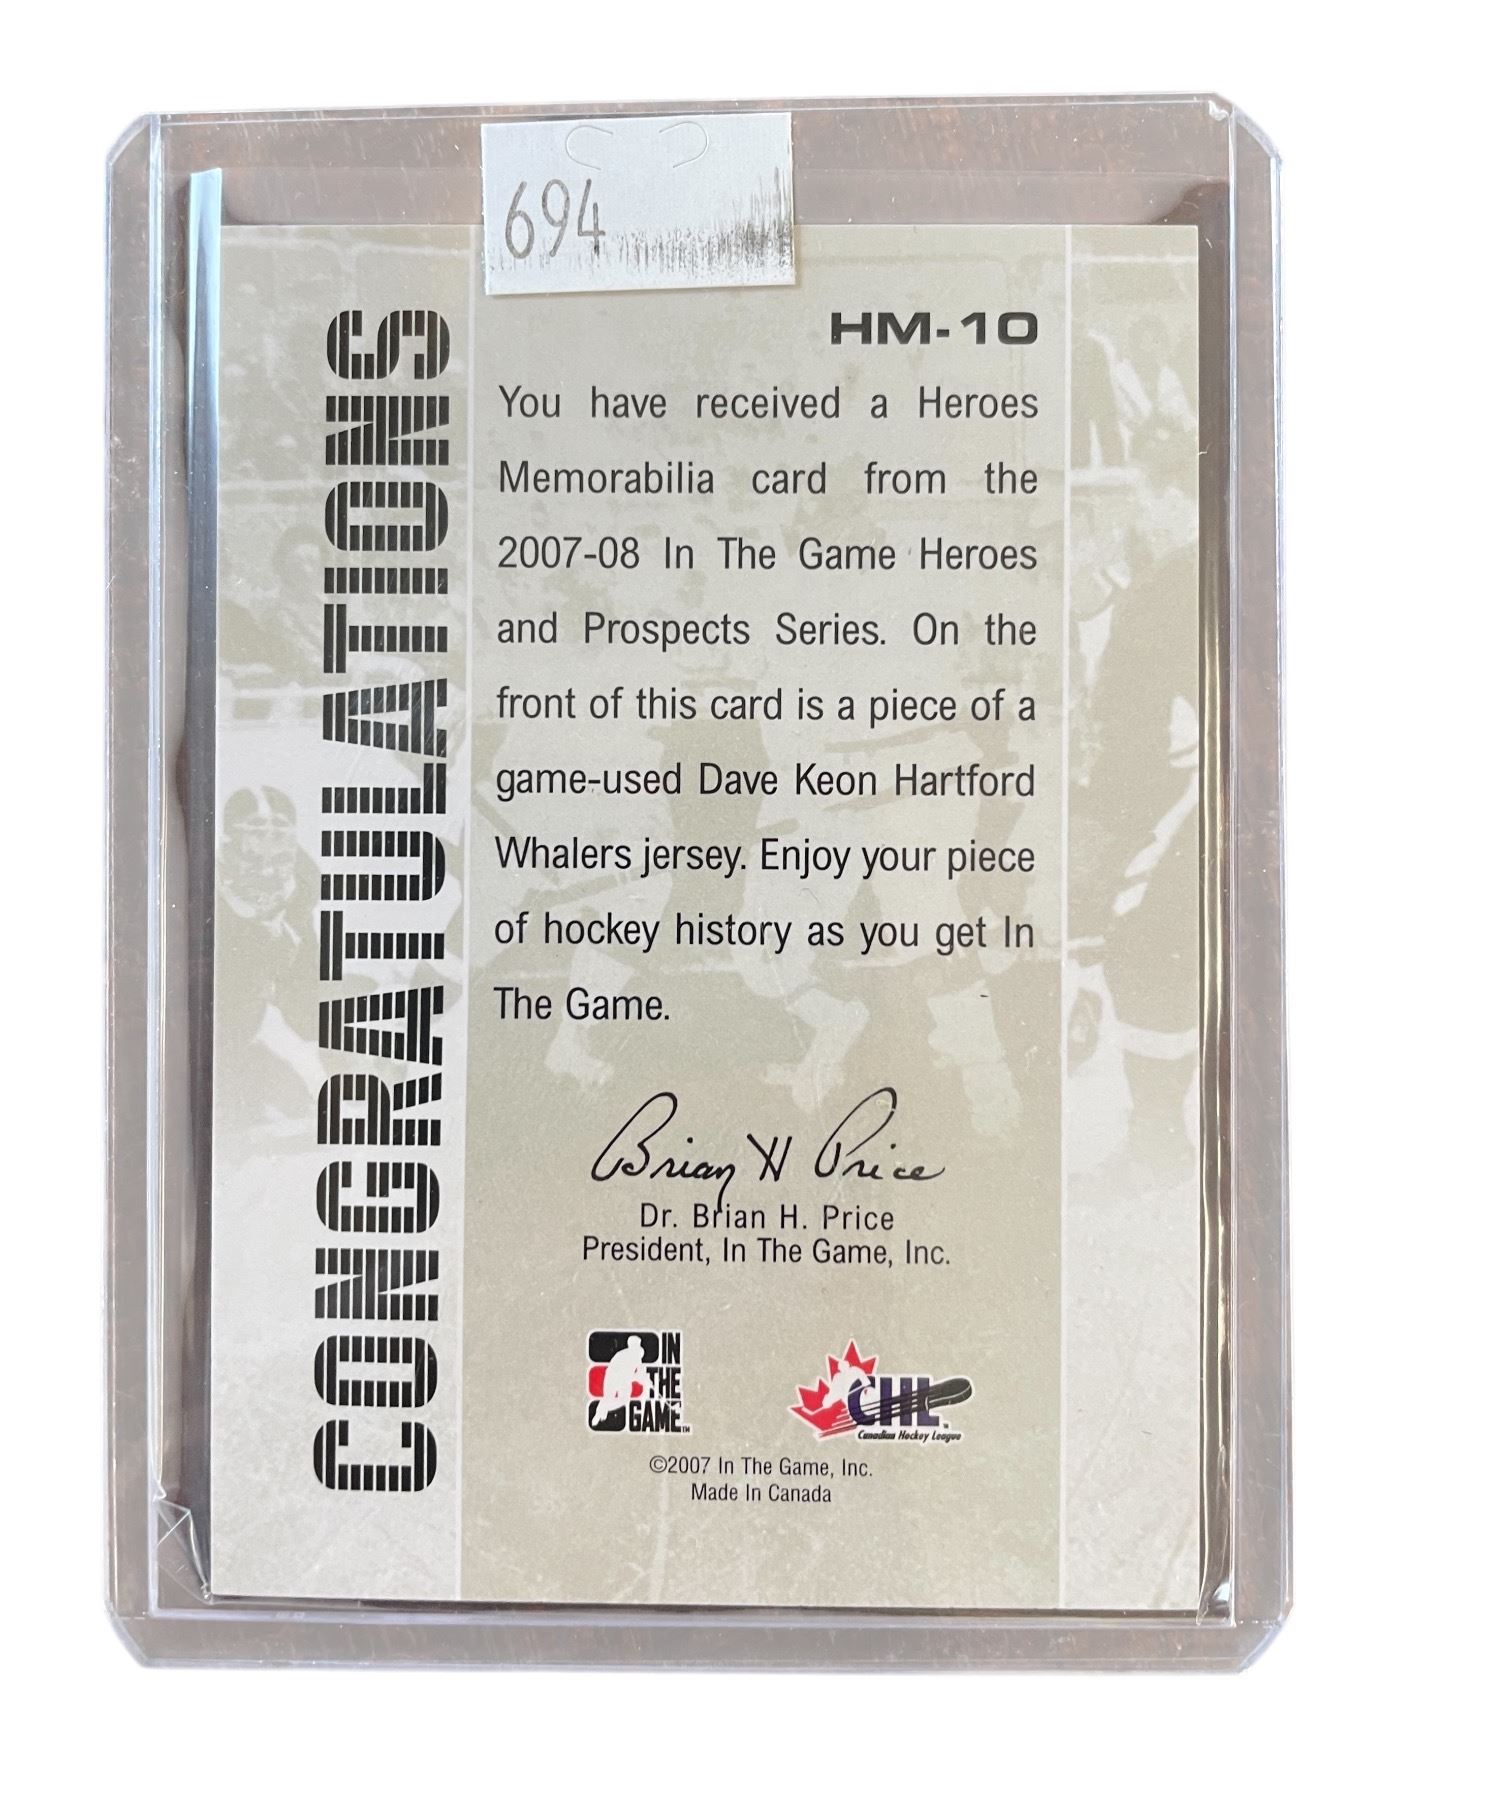 694
HM-10
CONGRATULATIONS
You have received a Heroes
Memorabilia card from the
2007-08 In The Game Heroes
and Prospects Series. On the
front of this card is a piece of a
game-used Dave Keon Hartford
Whalers jersey. Enjoy your piece
of hockey history as you get In
The Game.
Brian H Price
Dr. Brian H. Price
President, In The Game, Inc.
IN
THE
GAME™
CHL.
Canadian Hockey League
©2007 In The Game, Inc.
Made In Canada